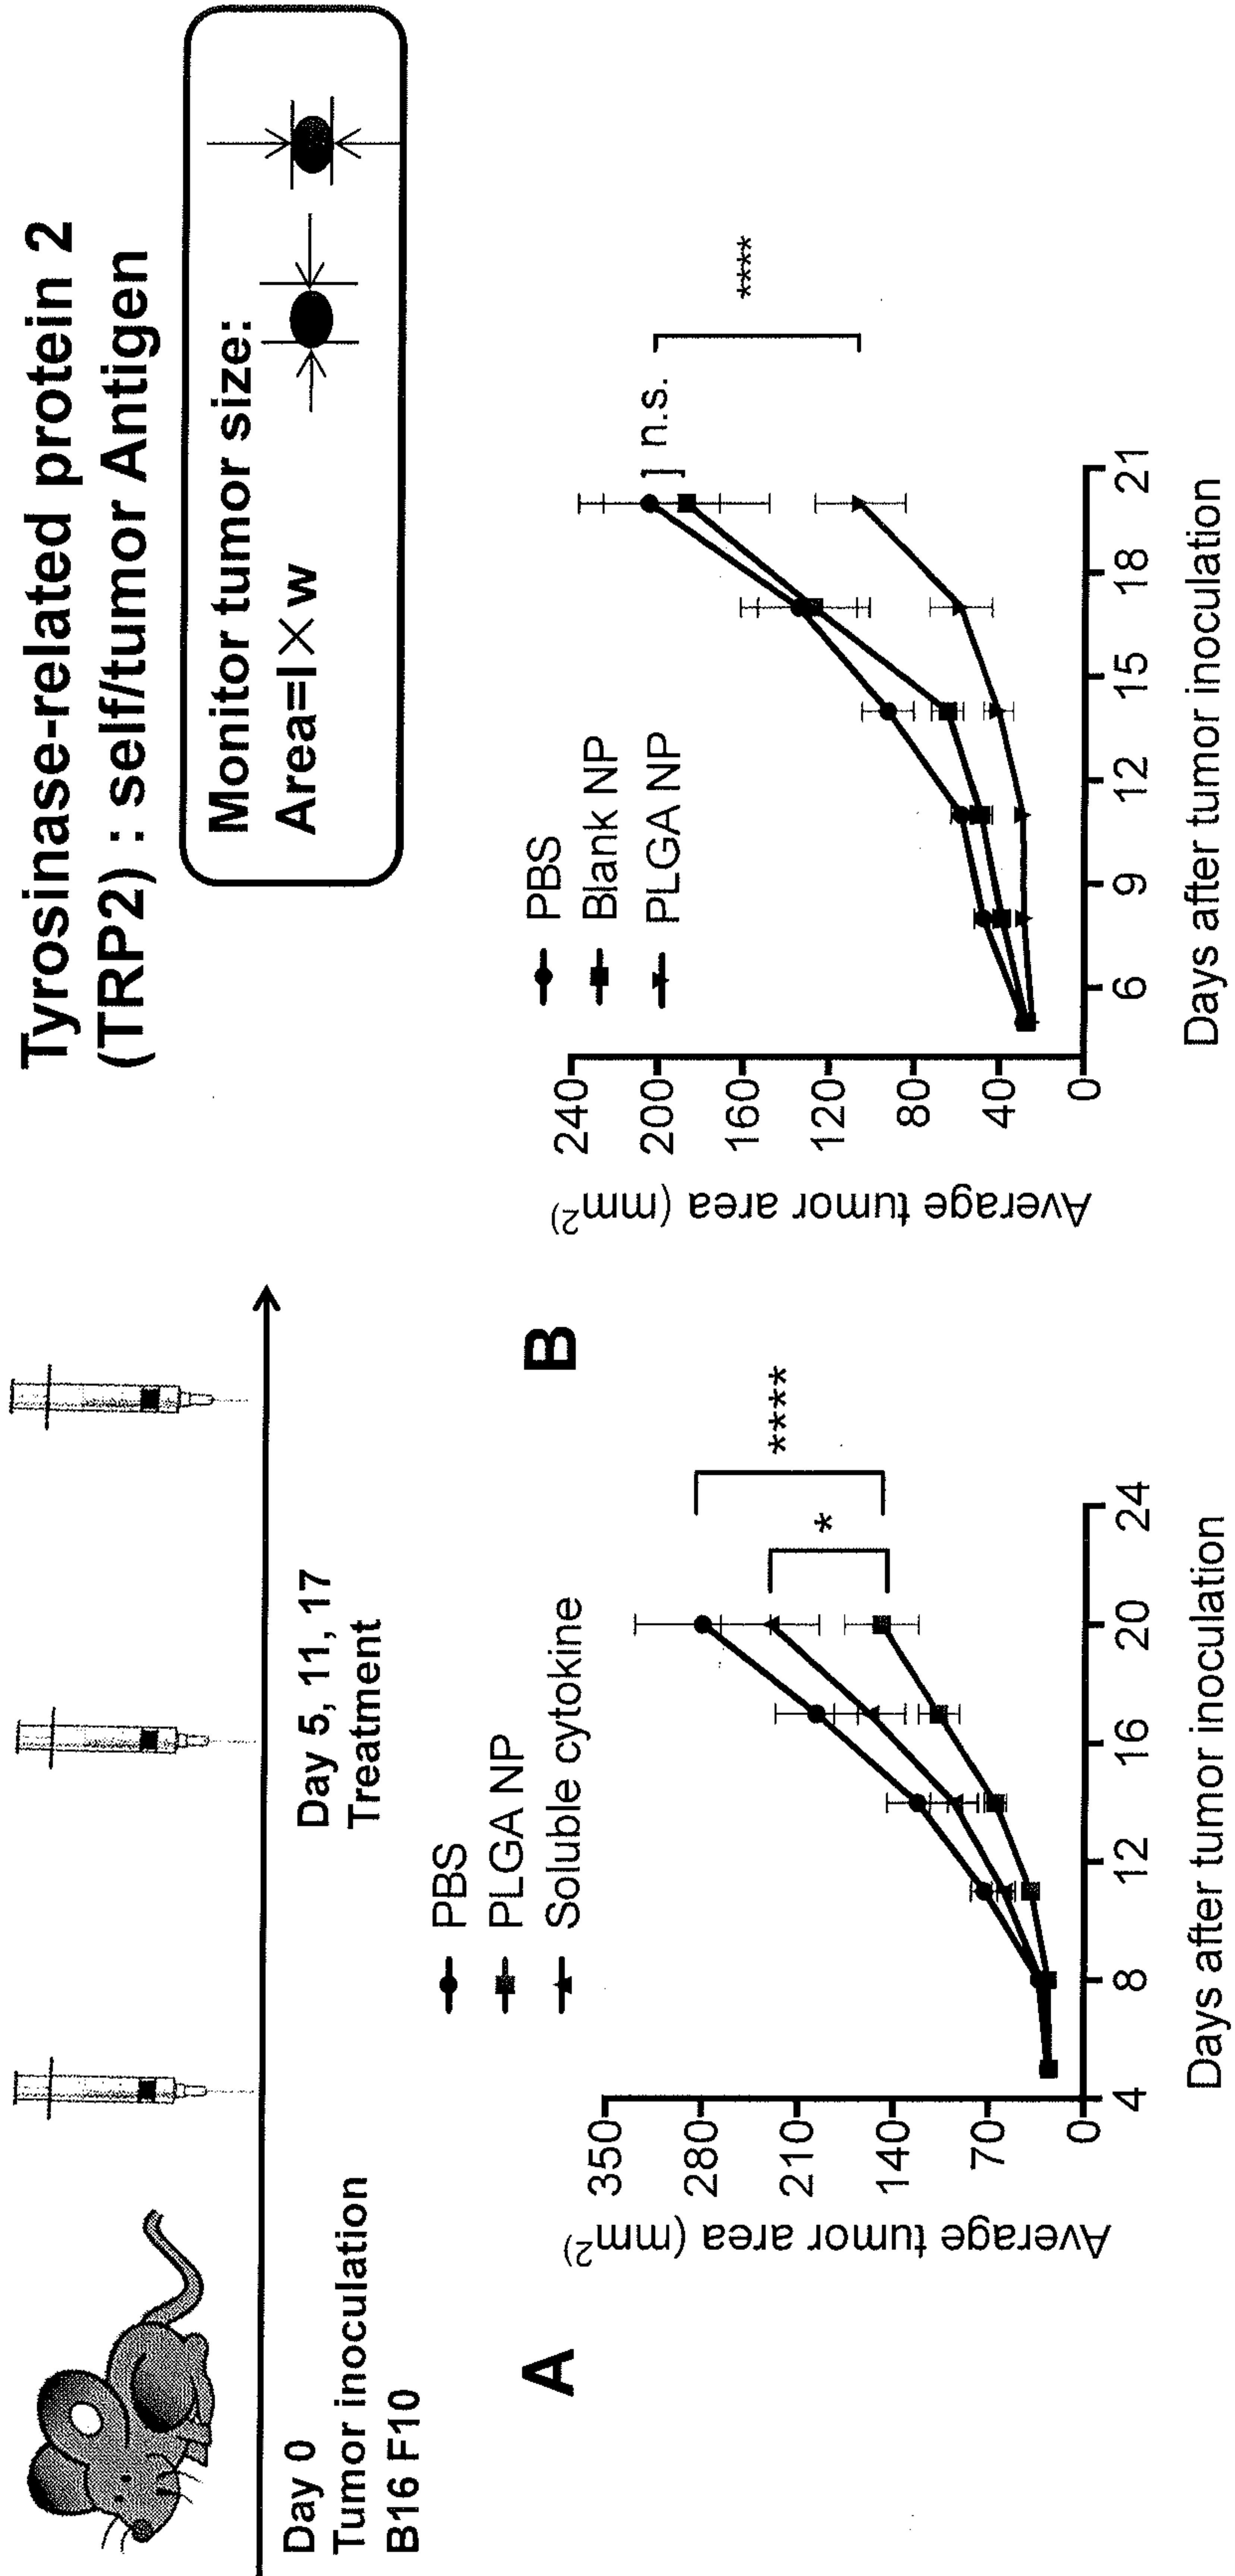 Tyrosinase-related protein 2
(TRP2) : self/tumor Antigen
Day 0
Tumor inoculation
B16 F10
Day 5, 11, 17
Treatment
Monitor tumor size:
Area=l×w
A
PBS
PLGA NP
Soluble cytokine
Average tumor area (mm2)
350
280
210
140
70
0
4
8
12
16
20
24
Days after tumor inoculation
*
****
B
PBS
Blank NP
PLGA NP
Average tumor area (mm2)
240
200
160
120
80
40
0
6
9
12
15
18
21
Days after tumor inoculation
] n.s.
****